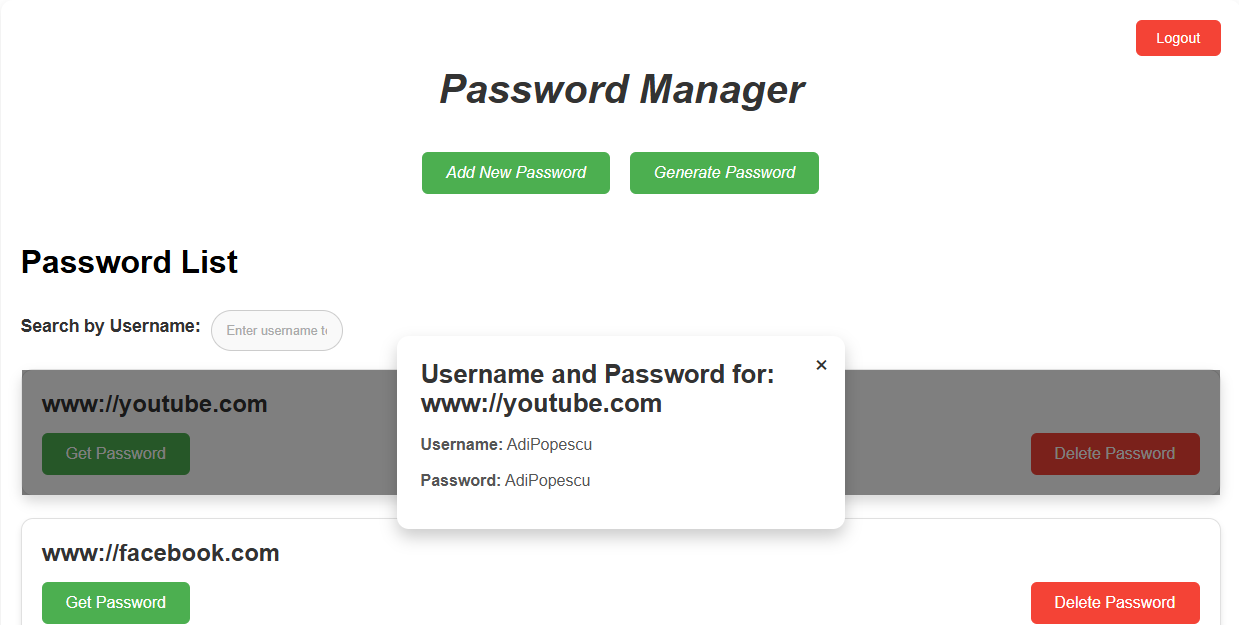 Logout
Password Manager
Add New Password
Generate Password
Password List
Search by Username:
Enter username t
www://youtube.com
Get Password
Delete Password
×
Username and Password for:
www://youtube.com
Username: AdiPopescu
Password: AdiPopescu
www://facebook.com
Get Password
Delete Password